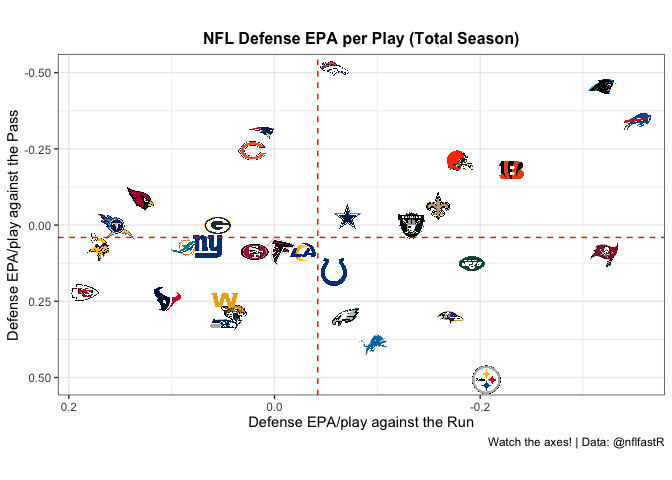 NFL Defense EPA per Play (Total Season)
Defense EPA/play against the Pass
-0.50
-0.25
0.00
0.25
0.50
ny
0.2
0.0
-0.2
Defense EPA/play against the Run
Watch the axes! | Data: @nflfastR